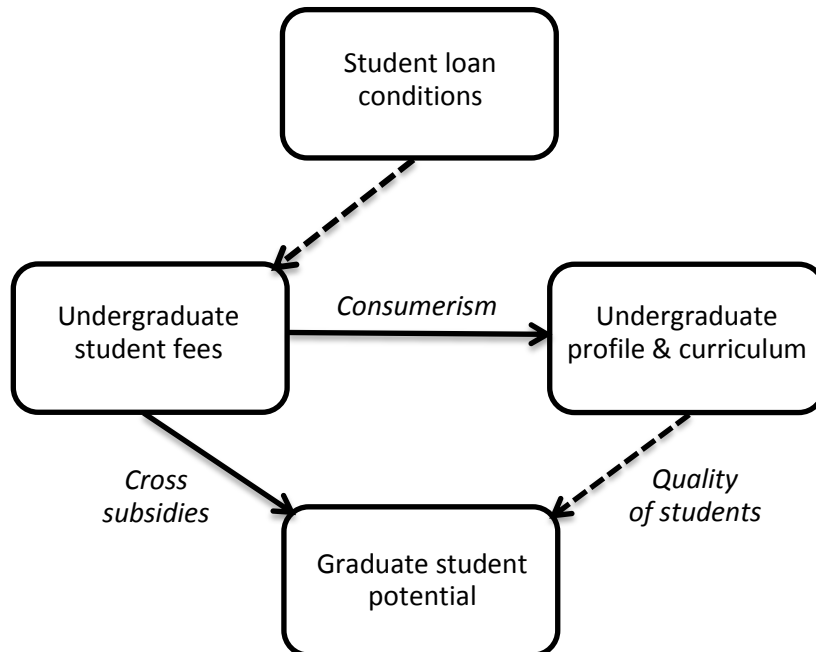 Student loan
conditions
Undergraduate
student fees
Consumerism
Undergraduate
profile & curriculum
Cross
subsidies
Quality
of students
Graduate student
potential